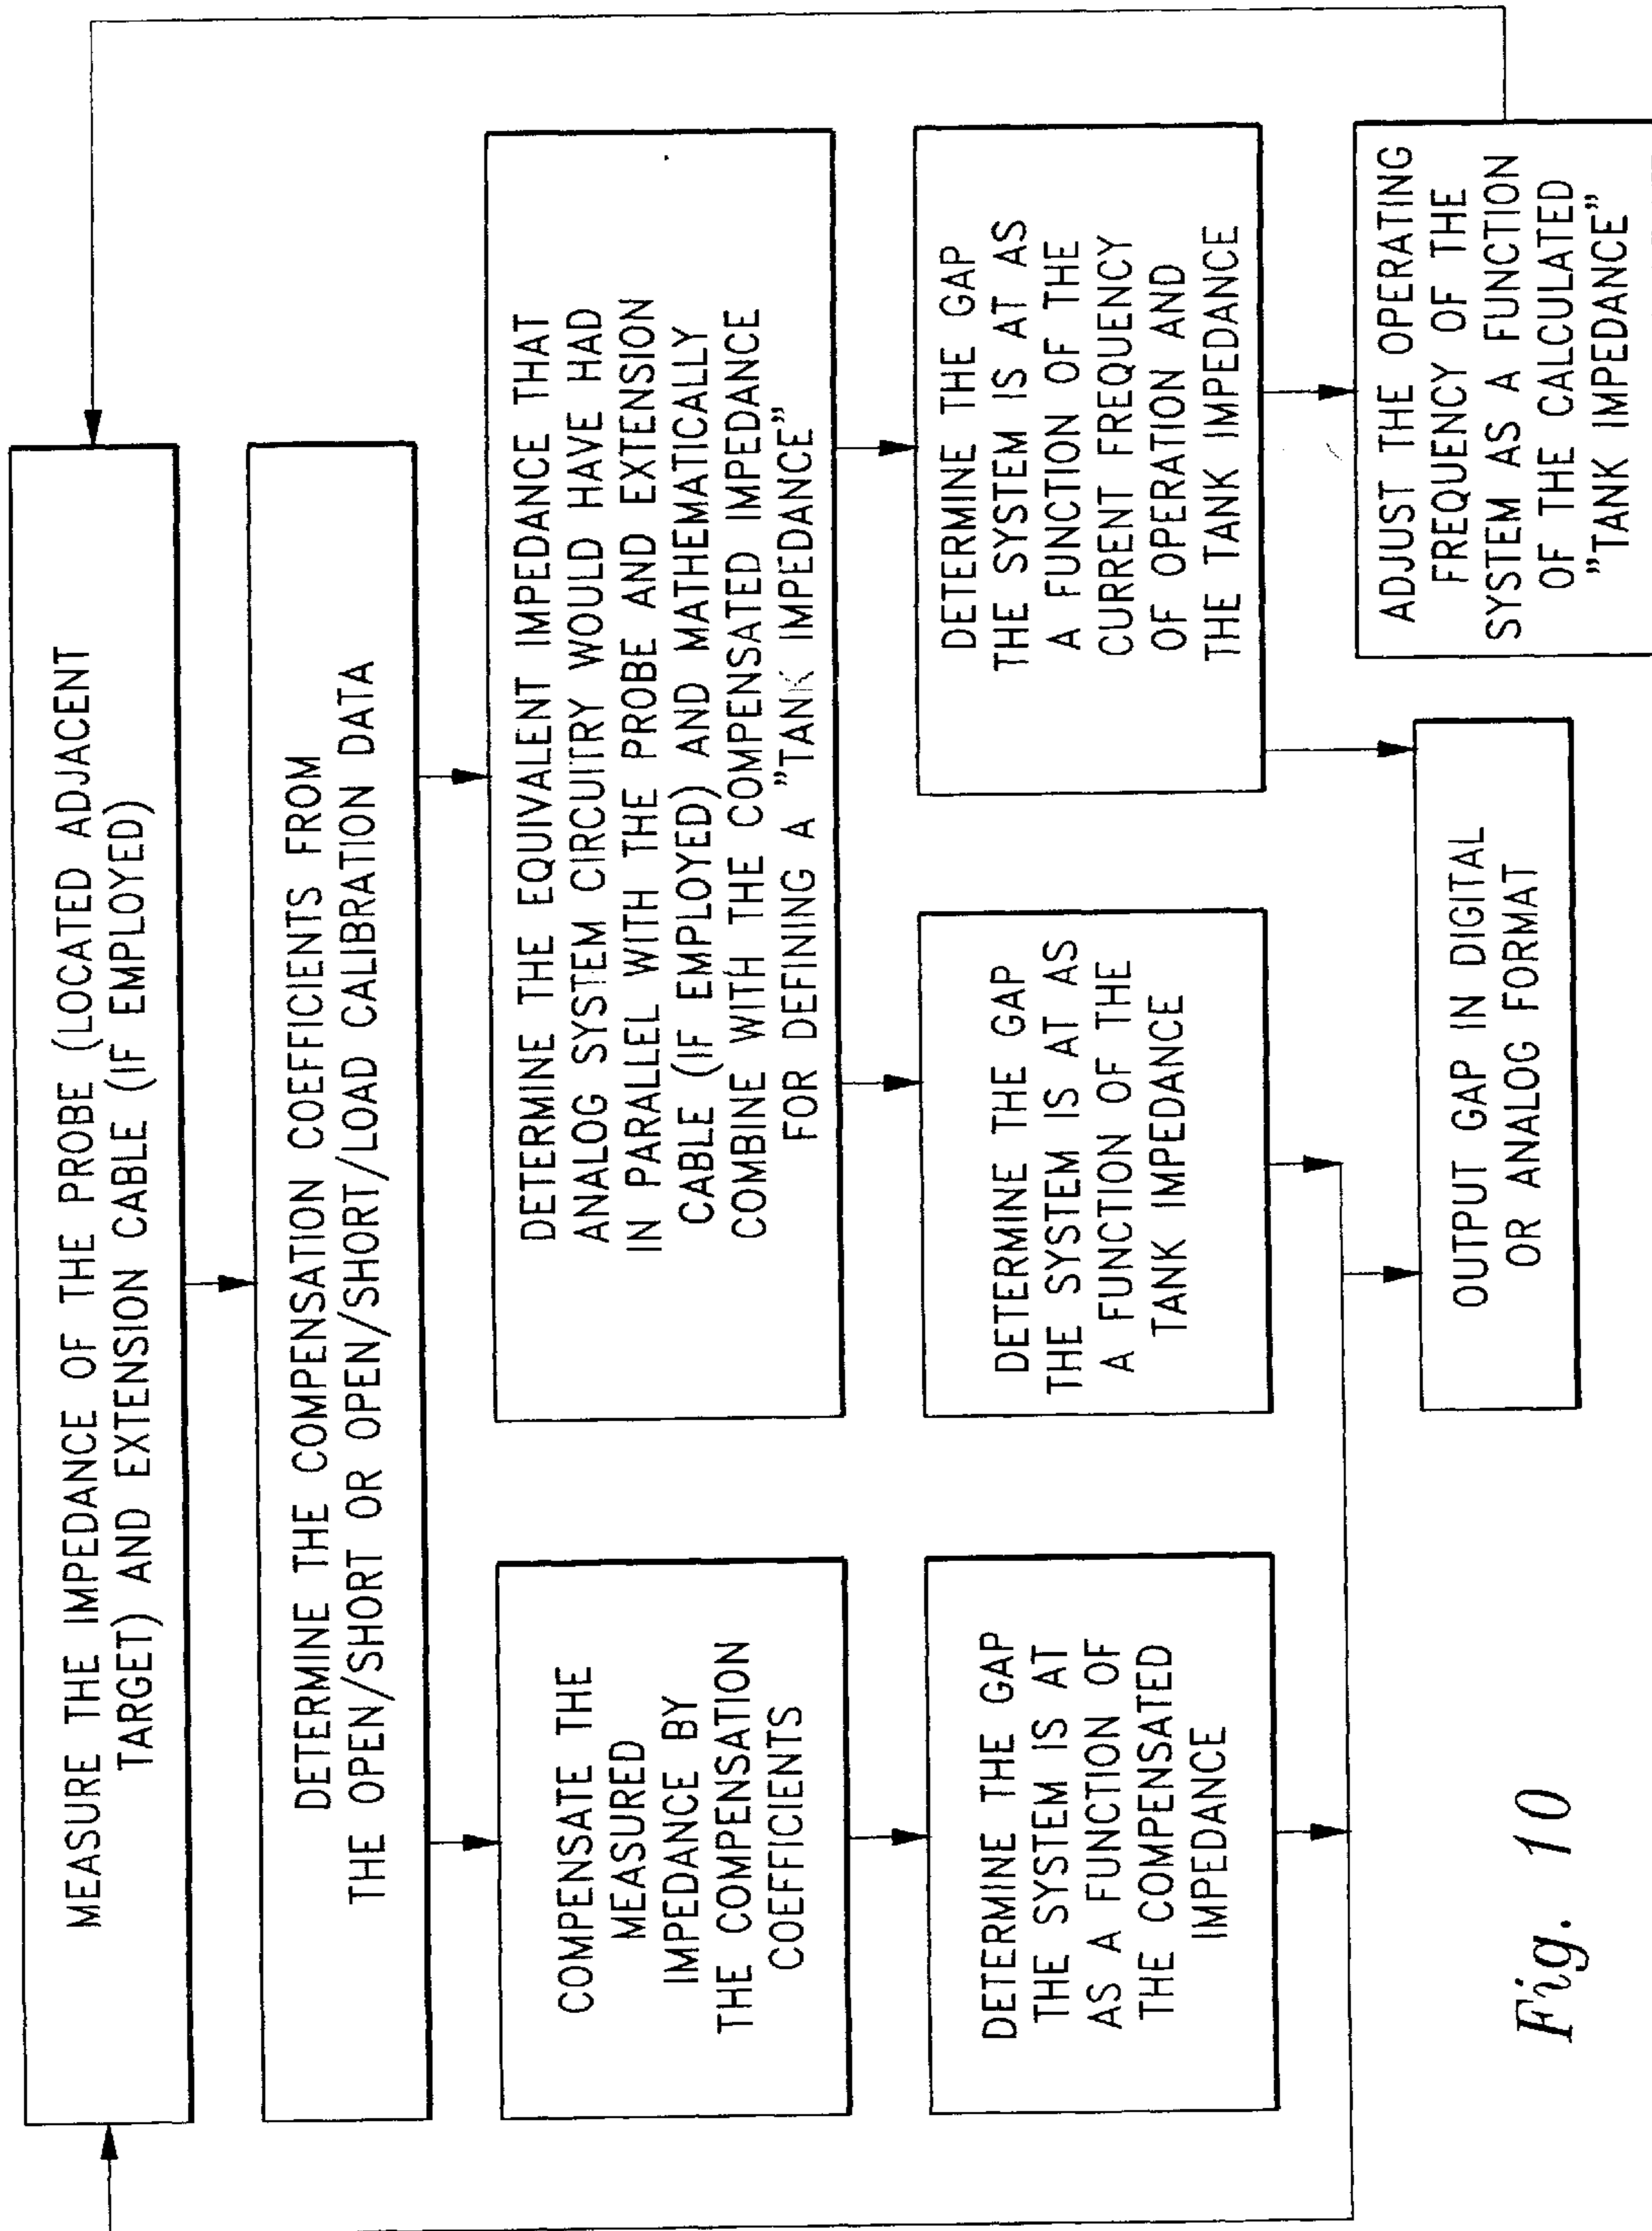 MEASURE THE IMPEDANCE OF THE PROBE (LOCATED ADJACENT
TARGET) AND EXTENSION CABLE (IF EMPLOYED)
DETERMINE THE COMPENSATION COEFFICIENTS FROM
THE OPEN/SHORT OR OPEN/SHORT/LOAD CALIBRATION DATA
COMPENSATE THE
MEASURED
IMPEDANCE BY
THE COMPENSATION
COEFFICIENTS
DETERMINE THE EQUIVALENT IMPEDANCE THAT
ANALOG SYSTEM CIRCUITRY WOULD HAVE HAD
IN PARALLEL WITH THE PROBE AND EXTENSION
CABLE (IF EMPLOYED) AND MATHEMATICALLY
COMBINE WITH THE COMPENSATED IMPEDANCE
FOR DEFINING A "TANK IMPEDANCE"
DETERMINE THE GAP
THE SYSTEM IS AT
AS A FUNCTION OF
THE COMPENSATED
IMPEDANCE
DETERMINE THE GAP
THE SYSTEM IS AT AS
A FUNCTION OF THE
TANK IMPEDANCE
DETERMINE THE GAP
THE SYSTEM IS AT AS
A FUNCTION OF THE
CURRENT FREQUENCY
OF OPERATION AND
THE TANK IMPEDANCE
OUTPUT GAP IN DIGITAL
OR ANALOG FORMAT
ADJUST THE OPERATING
FREQUENCY OF THE
SYSTEM AS A FUNCTION
OF THE CALCULATED
"TANK IMPEDANCE"
Fig. 10